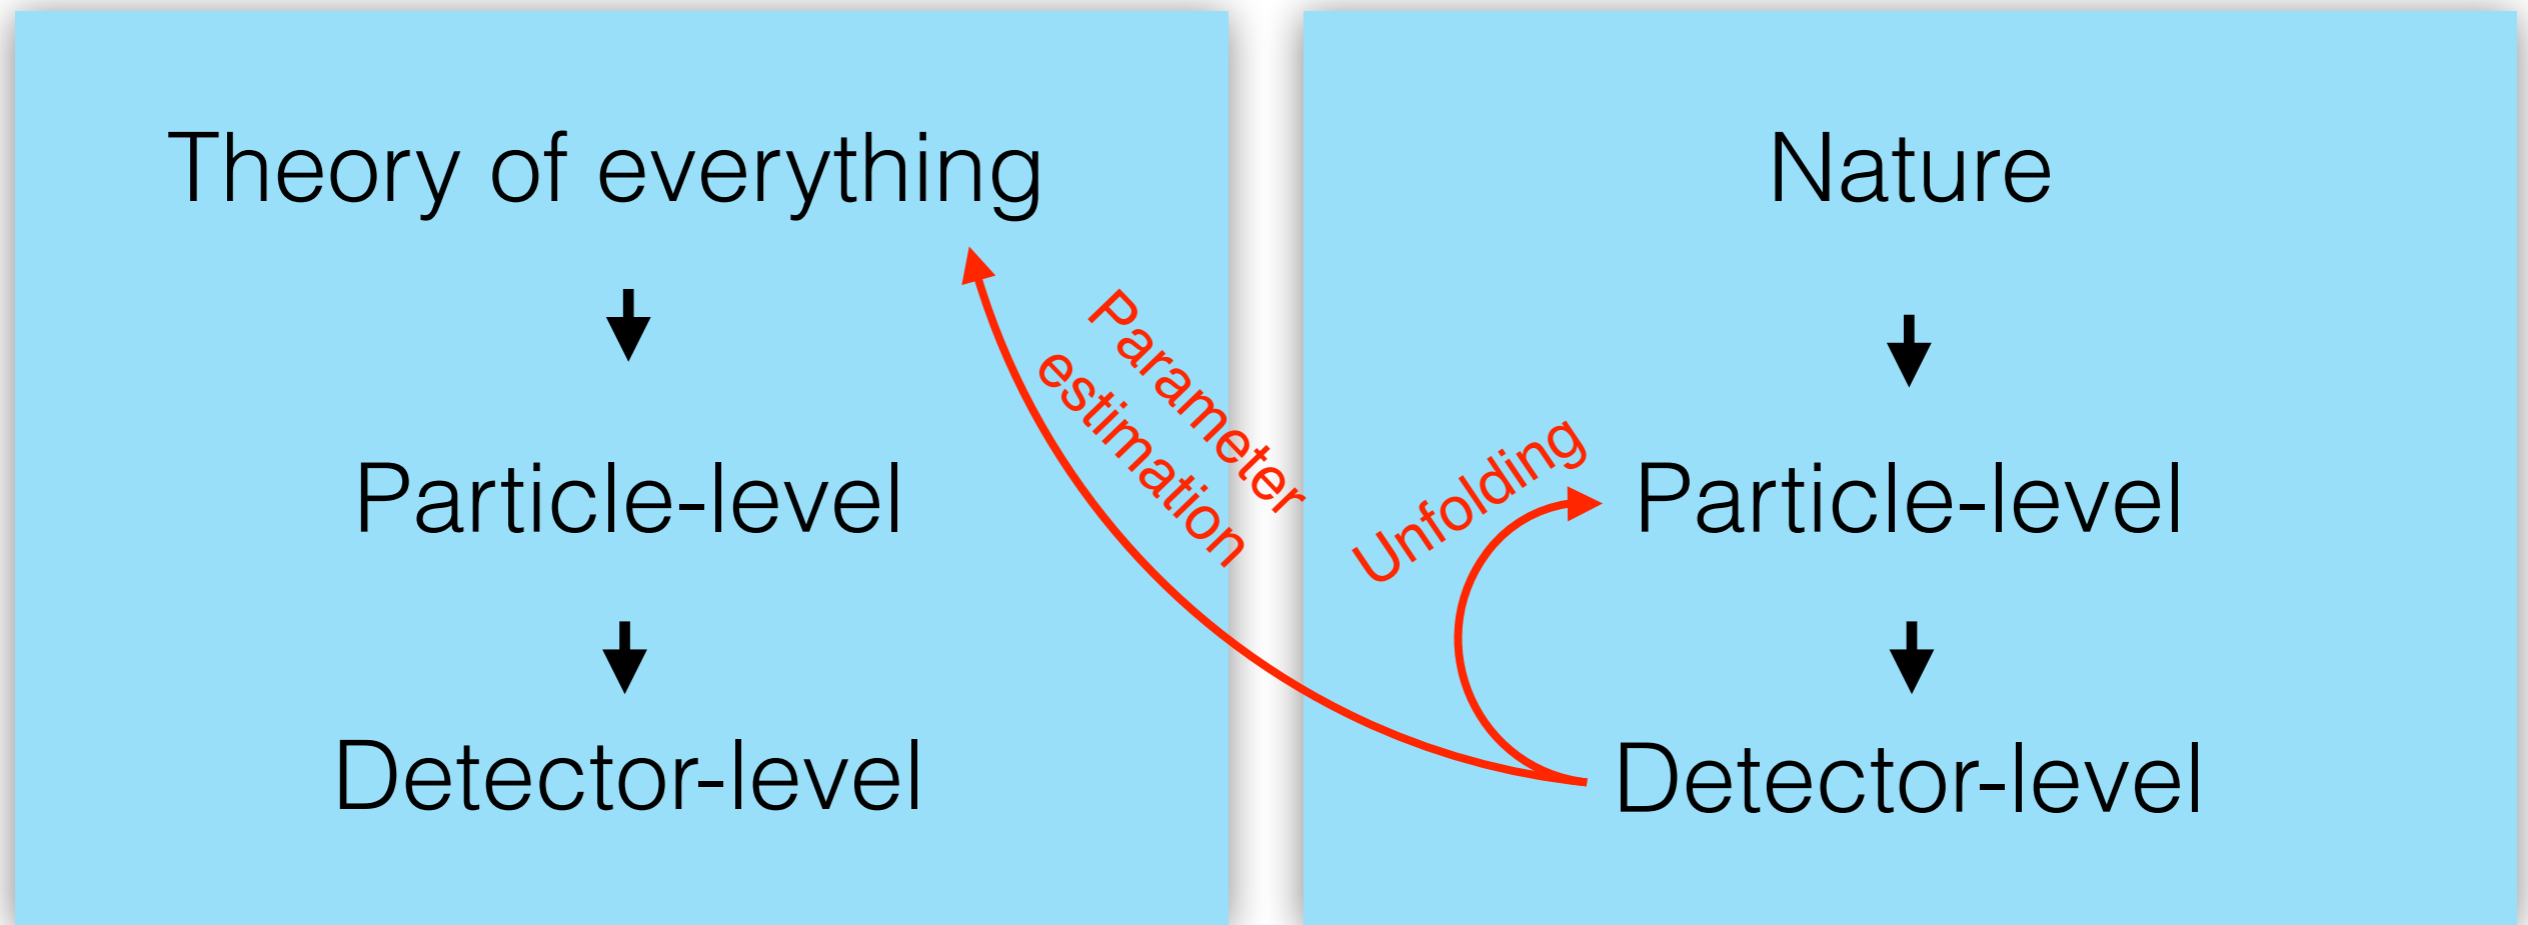 Theory of everything
Particle-level
Detector-level
Parameter
estimation
Unfolding
Nature
Particle-level
Detector-level